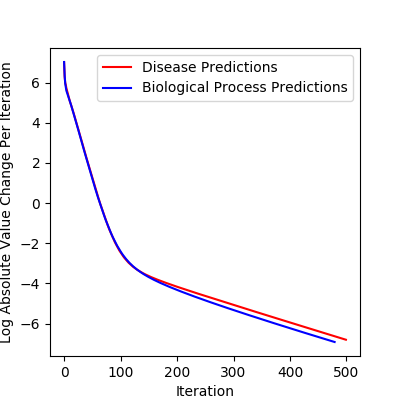 Disease Predictions
Biological Process Predictions
Log Absolute Value Change Per Iteration
6
4
2
0
−2
−4
−6
0 100 200 300 400 500
Iteration